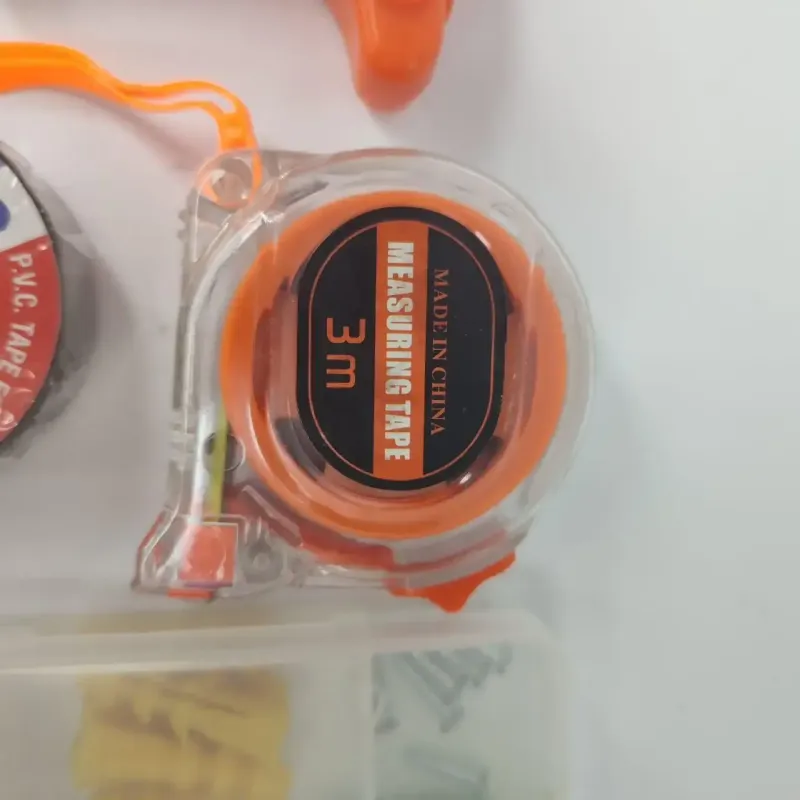 MADE IN CHINA
MEASURING TAPE
3m
P.V.C. TAPE